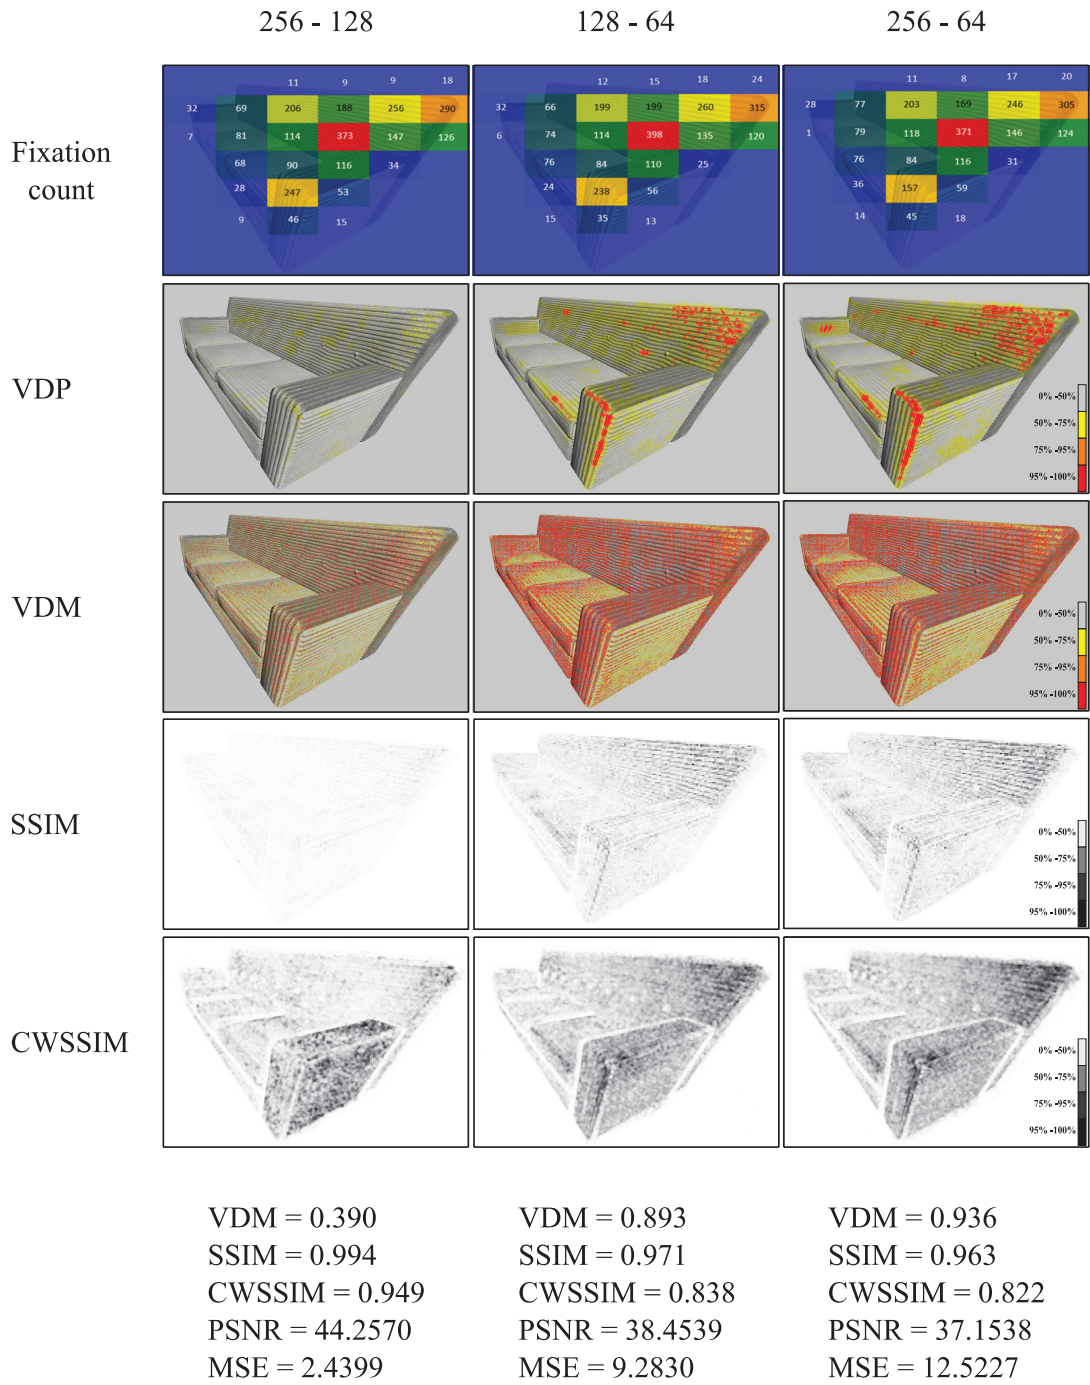 256 - 128 128 - 64 256 - 64
Fixation
count
11 9 9 18
32 69 206 188 256 290
7 81 114 373 147 126
68 90 116 34
28 247 53
9 46 15
12 15 18 24
32 66 199 199 260 315
6 74 114 398 135 120
76 84 110 25
24 238 56
15 35 13
11 8 17 20
28 77 203 169 246 305
1 79 118 371 146 124
76 84 116 31
36 157 59
14 45 18
VDP
0% -50%
50% -75%
75% -95%
95% -100%
VDM
0% -50%
50% -75%
75% -95%
95% -100%
SSIM
0% -50%
50% -75%
75% -95%
95% -100%
CWSSIM
0% -50%
50% -75%
75% -95%
95% -100%
VDM = 0.390
SSIM = 0.994
CWSSIM = 0.949
PSNR = 44.2570
MSE = 2.4399
VDM = 0.893
SSIM = 0.971
CWSSIM = 0.838
PSNR = 38.4539
MSE = 9.2830
VDM = 0.936
SSIM = 0.963
CWSSIM = 0.822
PSNR = 37.1538
MSE = 12.5227